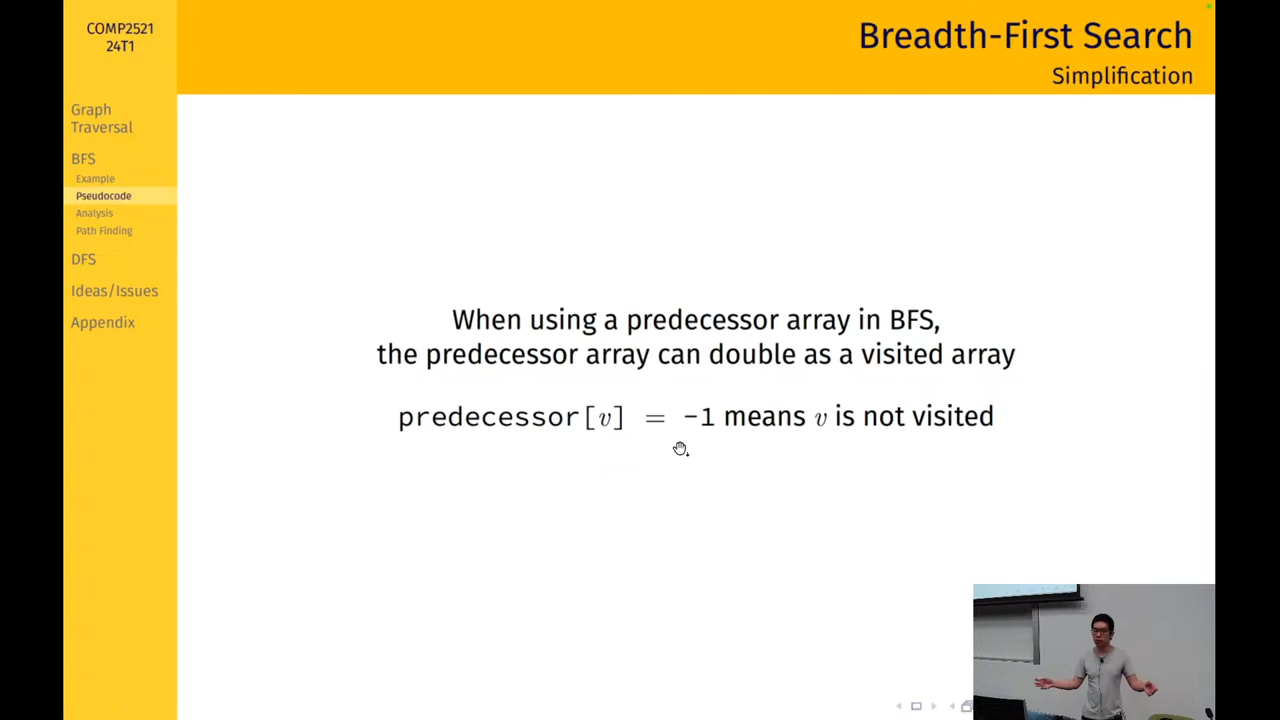 COMP2521
24T1
Breadth-First Search
Simplification
Graph
Traversal
BFS
Example
Pseudocode
Analysis
Path Finding
DFS
Ideas/Issues
Appendix
When using a predecessor array in BFS,
the predecessor array can double as a visited array
predecessor[v] = -1 means v is not visited